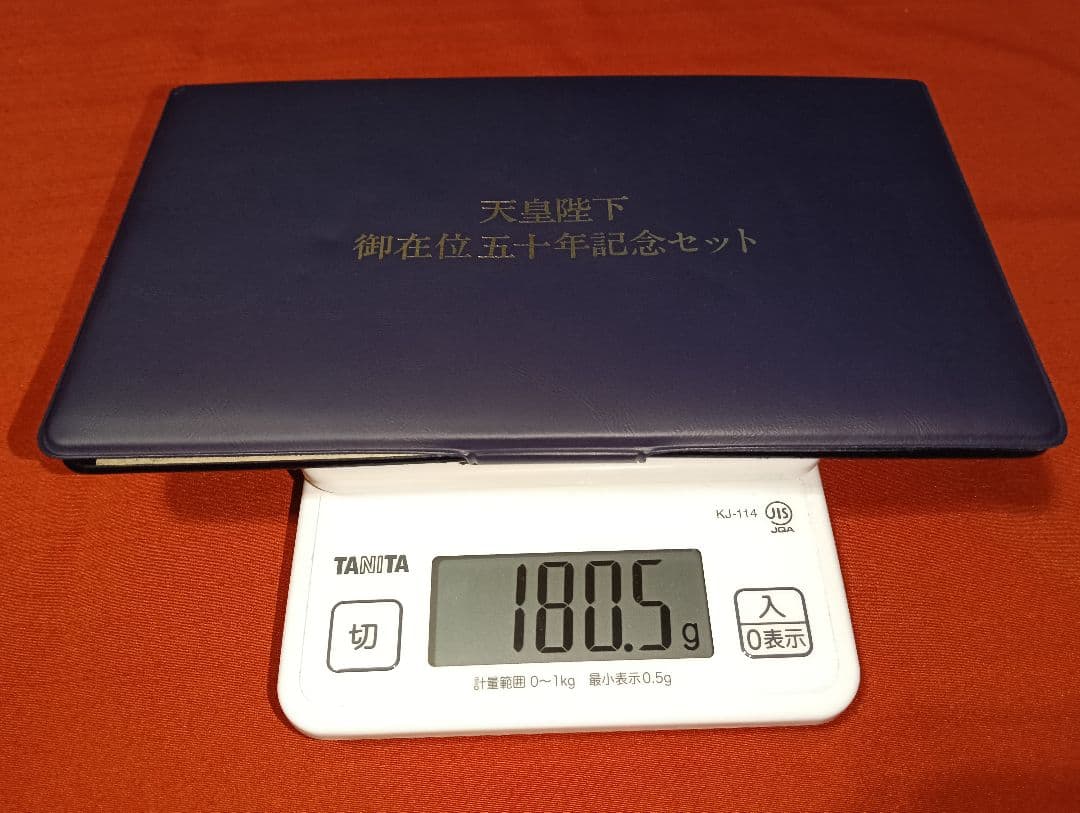 天皇陛下
御在位五十年記念セット
KJ-114 JIS
JQA
TANITA
切
180.5g
入
0表示
計量範囲 0～1kg 最小表示0.5g